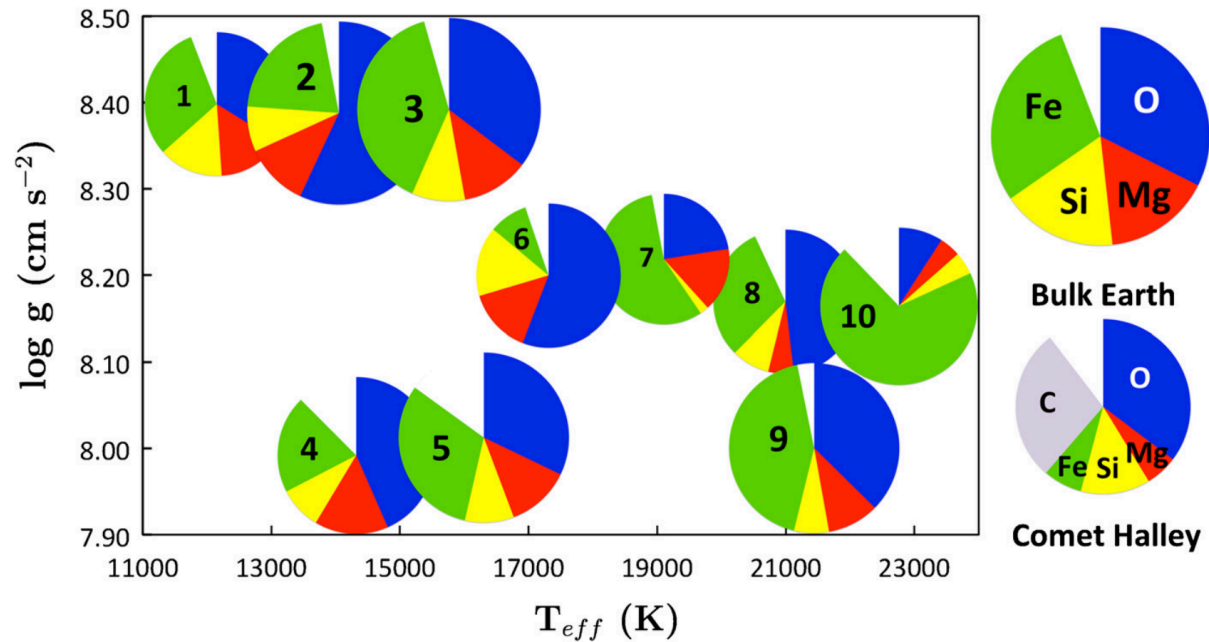 8.50
8.40
8.30
8.20
8.10
8.00
7.90
log g (cm s⁻²)
11000 13000 15000 17000 19000 21000 23000
T_eff (K)
1
2
3
4
5
6
7
8
9
10
Fe
O
Si
Mg
Bulk Earth
C
O
Fe
Si
Mg
Comet Halley